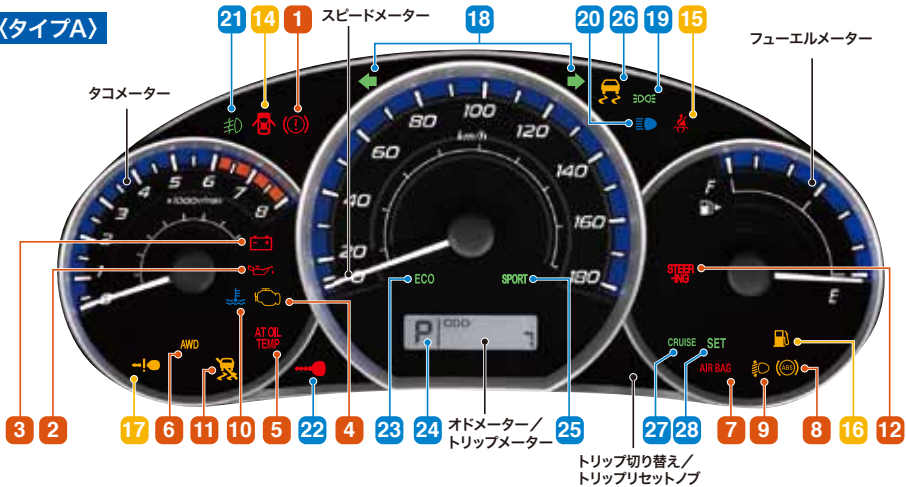 〈タイプA〉
21
14
1
スピードメーター
18
20
26
19
15
フューエルメーター
タコメーター
0
1
2
3
4
5
6
7
8
×1000r/min
0
20
40
60
80
100
120
140
160
180
km/h
F
E
STEER
-ING
ECO
SPORT
P
ODO
AWD
AT OIL
TEMP
CRUISE
SET
AIR BAG
ABS
3
2
17
6
11
10
5
22
4
23
24
オドメーター/
トリップメーター
25
トリップ切り替え/
トリップリセットノブ
27
28
7
9
8
16
12